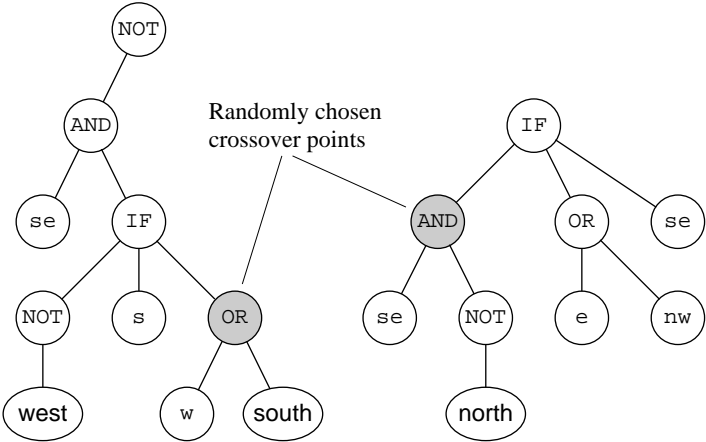 NOT
AND
Randomly chosen
crossover points
IF
se
IF
AND
OR
se
NOT
s
OR
se
NOT
e
nw
west
w
south
north